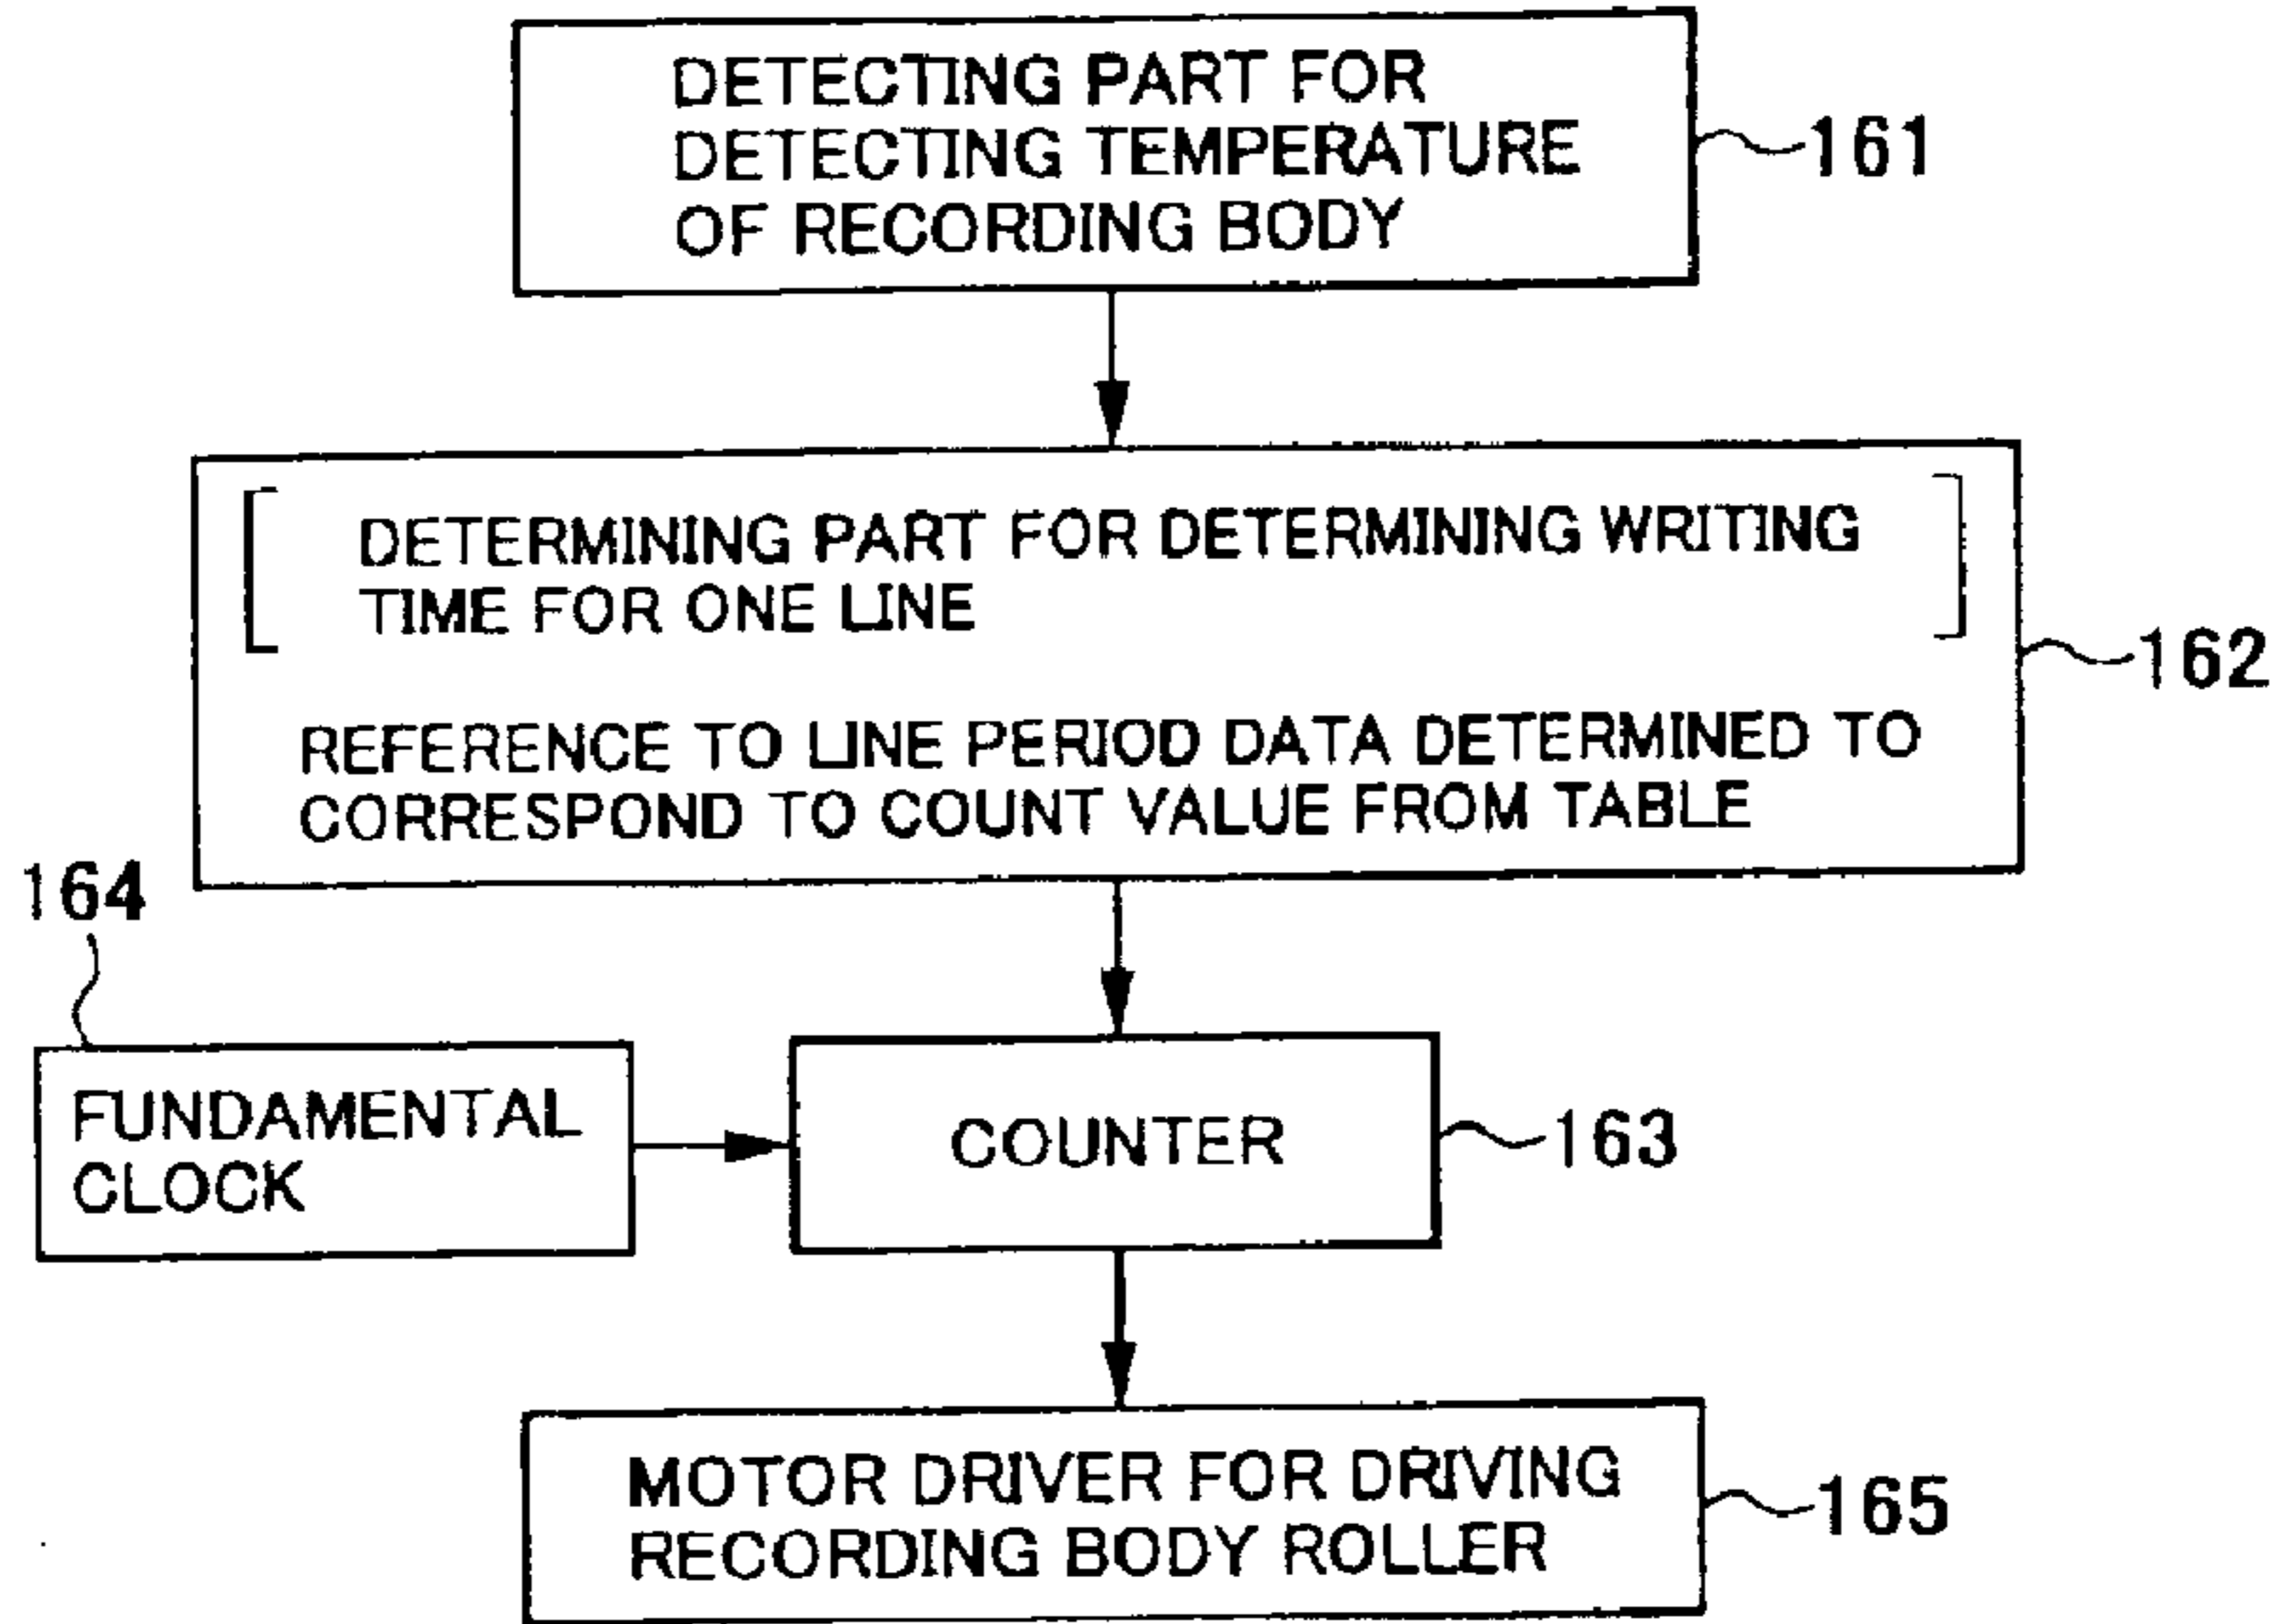 DETECTING PART FOR
DETECTING TEMPERATURE
OF RECORDING BODY
161
DETERMINING PART FOR DETERMINING WRITING
TIME FOR ONE LINE
162
REFERENCE TO LINE PERIOD DATA DETERMINED TO
CORRESPOND TO COUNT VALUE FROM TABLE
164
FUNDAMENTAL
CLOCK
COUNTER
163
MOTOR DRIVER FOR DRIVING
RECORDING BODY ROLLER
165